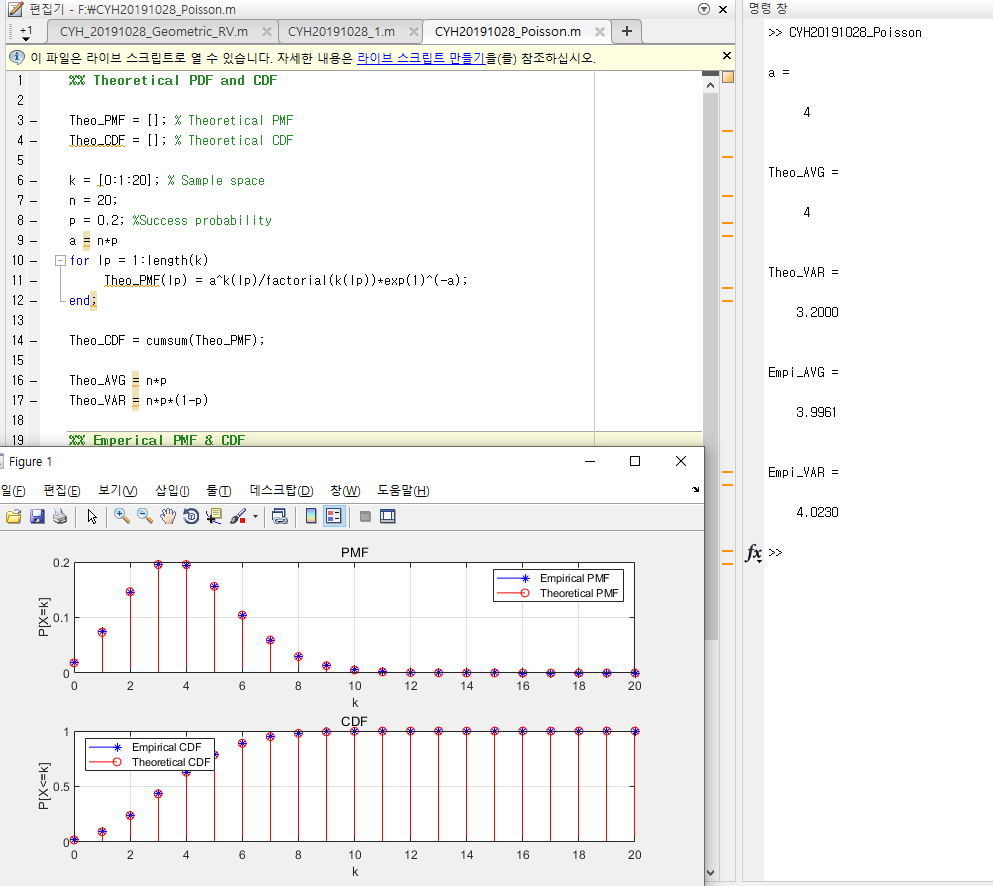 편집기 - F:₩CYH20191028_Poisson.m
+1
CYH_20191028_Geometric_RV.m
CYH20191028_1.m
CYH20191028_Poisson.m
이 파일은 라이브 스크립트로 열 수 있습니다. 자세한 내용은 라이브 스크립트 만들기을(를) 참조하십시오.
1 %% Theoretical PDF and CDF
2
3 – Theo_PMF = []; % Theoretical PMF
4 – Theo_CDF = []; % Theoretical CDF
5
6 – k = [0:1:20]; % Sample space
7 – n = 20;
8 – p = 0.2; %Success probability
9 – a = n*p
10 – for lp = 1:length(k)
11 – Theo_PMF(lp) = a^k(lp)/factorial(k(lp))*exp(1)^(-a);
12 – end;
13
14 – Theo_CDF = cumsum(Theo_PMF);
15
16 – Theo_AVG = n*p
17 – Theo_VAR = n*p*(1-p)
18
19 %% Emperical PMF & CDF
명령 창
>> CYH20191028_Poisson
a =
4
Theo_AVG =
4
Theo_VAR =
3.2000
Empi_AVG =
3.9961
Empi_VAR =
4.0230
fx >>
Figure 1
일(F) 편집(E) 보기(V) 삽입(I) 툴(T) 데스크탑(D) 창(W) 도움말(H)
PMF
0.2
0.1
0
P[X=k]
Empirical PMF
Theoretical PMF
0 2 4 6 8 10 12 14 16 18 20
k
CDF
1
0.5
0
P[X<=k]
Empirical CDF
Theoretical CDF
0 2 4 6 8 10 12 14 16 18 20
k